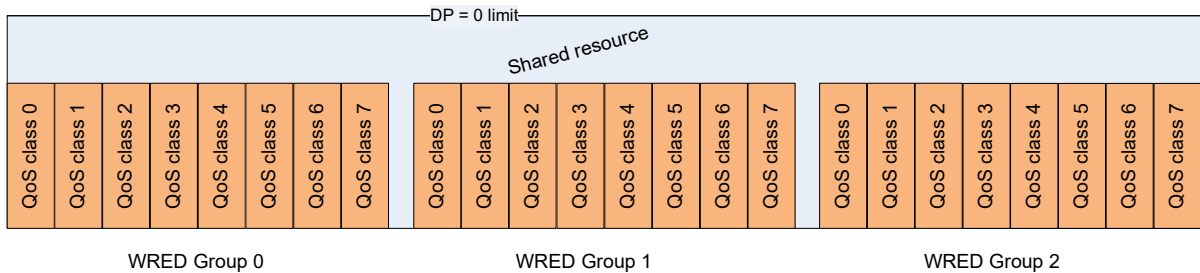 DP = 0 limit
Shared resource
QoS class 0
QoS class 1
QoS class 2
QoS class 3
QoS class 4
QoS class 5
QoS class 6
QoS class 7
QoS class 0
QoS class 1
QoS class 2
QoS class 3
QoS class 4
QoS class 5
QoS class 6
QoS class 7
QoS class 0
QoS class 1
QoS class 2
QoS class 3
QoS class 4
QoS class 5
QoS class 6
QoS class 7
WRED Group 0
WRED Group 1
WRED Group 2